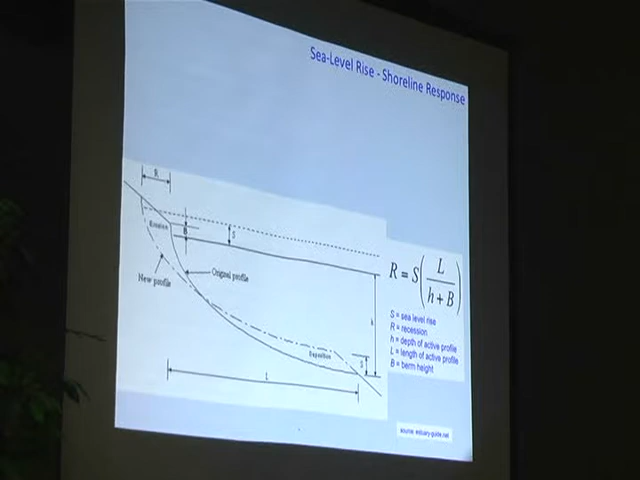 Sea-Level Rise - Shoreline Response
R
Erosion
B
S
New profile
Original profile
h
Deposition
S
L
R = S(L/(h + B))
S = sea level rise
R = recession
h = depth of active profile
L = length of active profile
B = berm height
source: estuary-guide.net